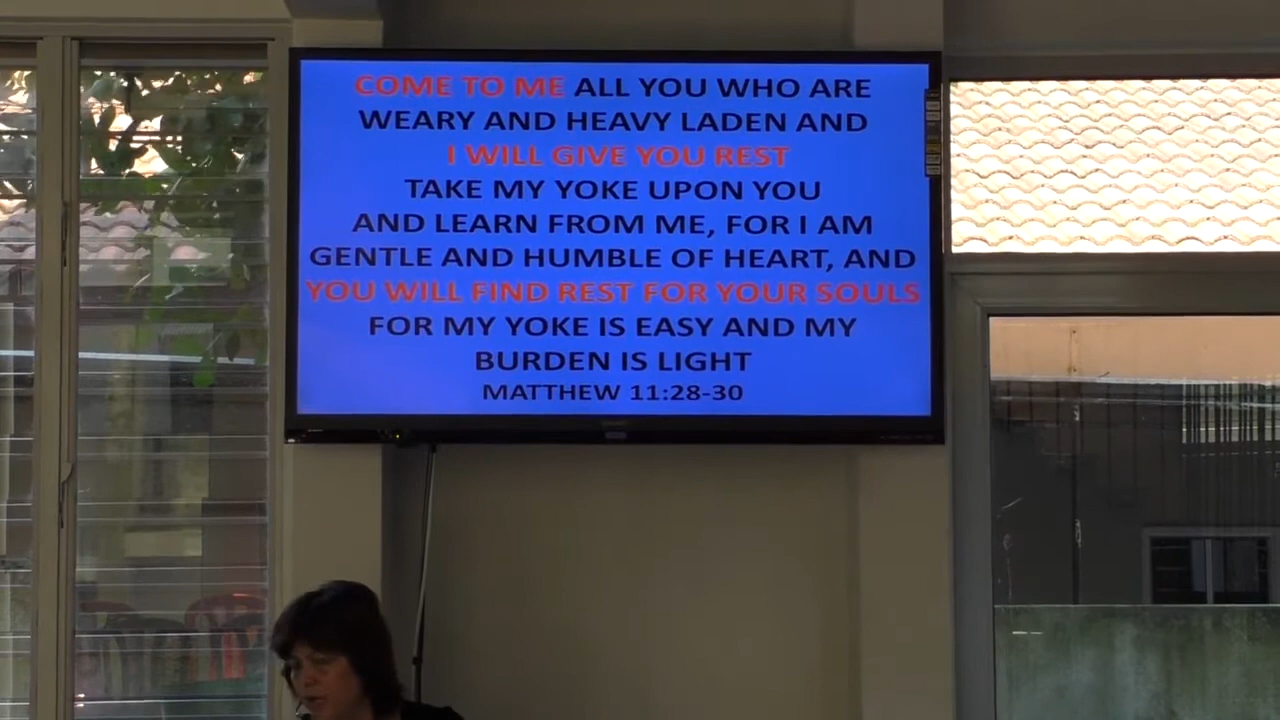 COME TO ME ALL YOU WHO ARE
WEARY AND HEAVY LADEN AND
I WILL GIVE YOU REST
TAKE MY YOKE UPON YOU
AND LEARN FROM ME, FOR I AM
GENTLE AND HUMBLE OF HEART, AND
YOU WILL FIND REST FOR YOUR SOULS
FOR MY YOKE IS EASY AND MY
BURDEN IS LIGHT
MATTHEW 11:28-30